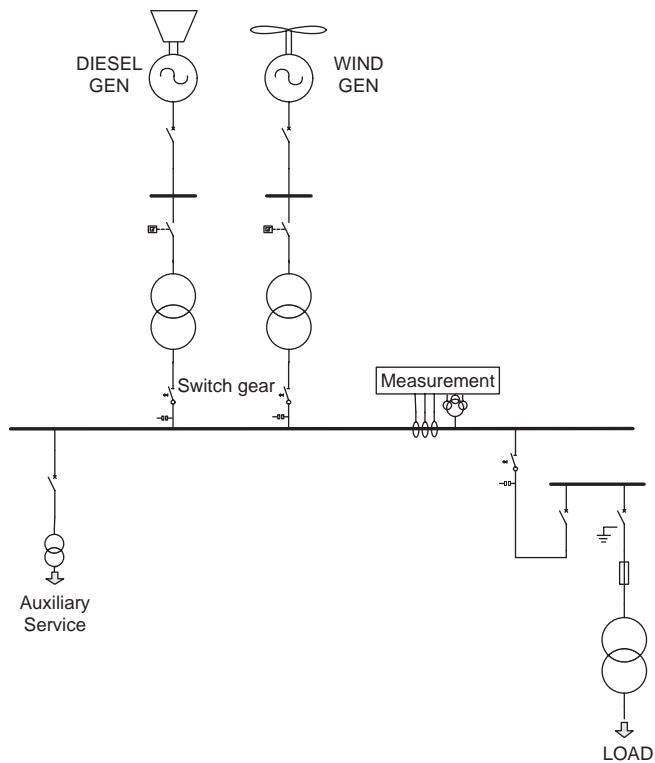 DIESEL
GEN
WIND
GEN
Switch gear
Measurement
Auxiliary
Service
LOAD